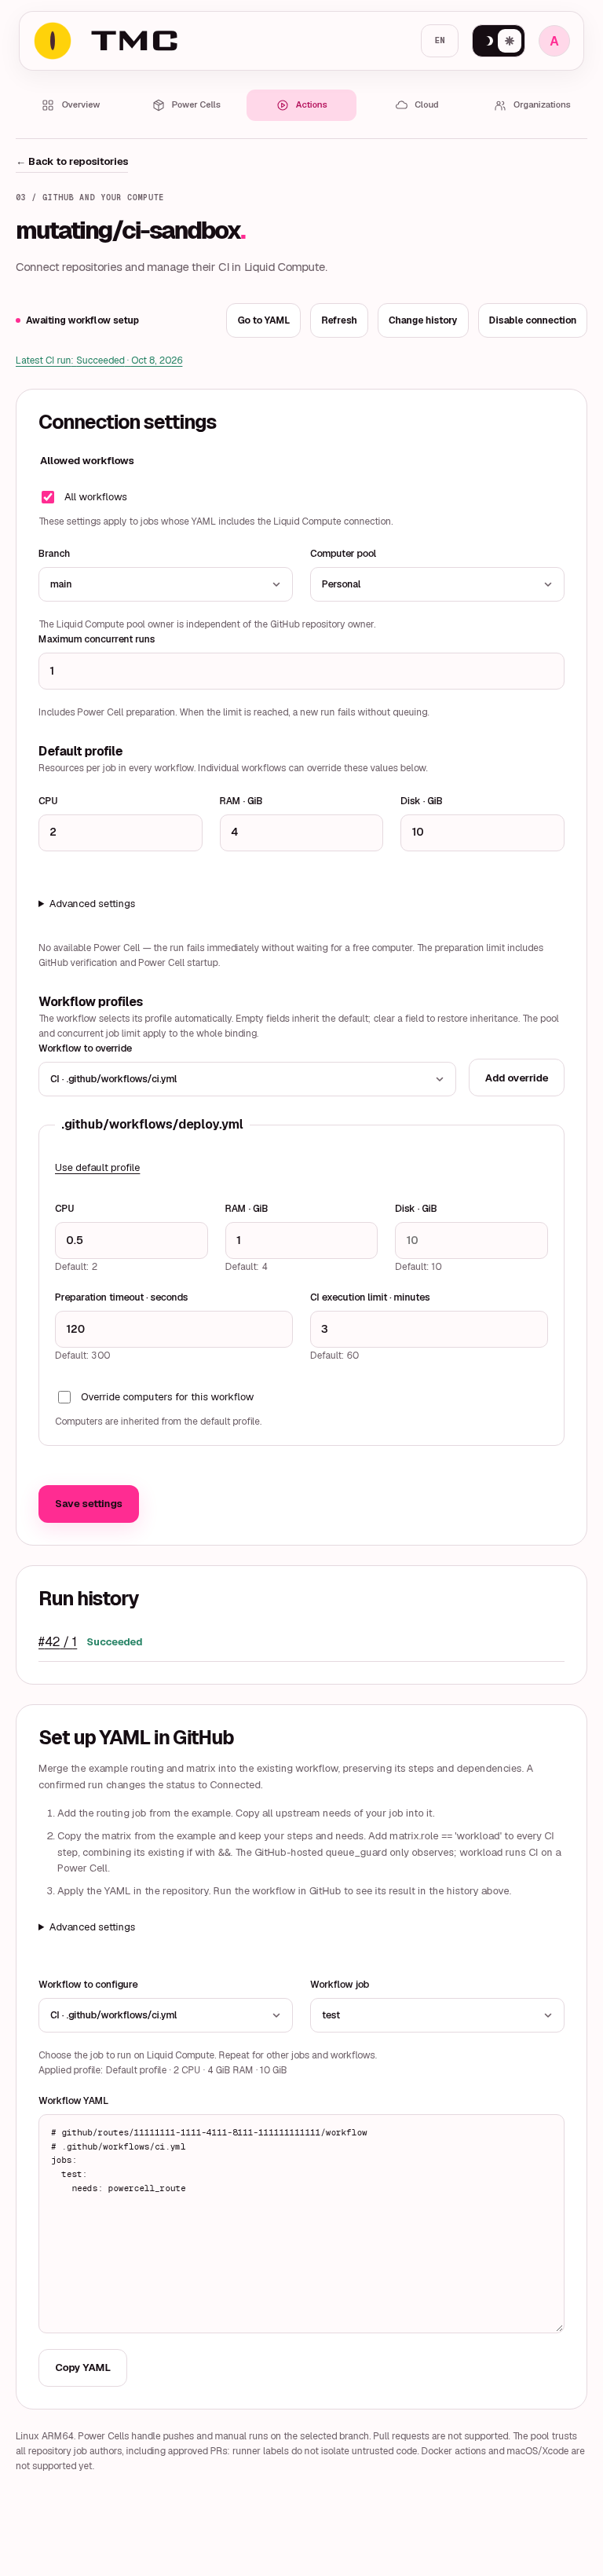 TMC
EN
A
Overview
Power Cells
Actions
Cloud
Organizations
← Back to repositories
03 / GITHUB AND YOUR COMPUTE
mutating/ci-sandbox.
Connect repositories and manage their CI in Liquid Compute.
Awaiting workflow setup
Go to YAML
Refresh
Change history
Disable connection
Latest CI run: Succeeded · Oct 8, 2026
Connection settings
Allowed workflows
All workflows
These settings apply to jobs whose YAML includes the Liquid Compute connection.
Branch
Computer pool
main
Personal
The Liquid Compute pool owner is independent of the GitHub repository owner.
Maximum concurrent runs
1
Includes Power Cell preparation. When the limit is reached, a new run fails without queuing.
Default profile
Resources per job in every workflow. Individual workflows can override these values below.
CPU
RAM · GiB
Disk · GiB
2
4
10
Advanced settings
No available Power Cell — the run fails immediately without waiting for a free computer. The preparation limit includes
GitHub verification and Power Cell startup.
Workflow profiles
The workflow selects its profile automatically. Empty fields inherit the default; clear a field to restore inheritance. The pool
and concurrent job limit apply to the whole binding.
Workflow to override
CI · .github/workflows/ci.yml
Add override
.github/workflows/deploy.yml
Use default profile
CPU
RAM · GiB
Disk · GiB
0.5
1
10
Default: 2
Default: 4
Default: 10
Preparation timeout · seconds
CI execution limit · minutes
120
3
Default: 300
Default: 60
Override computers for this workflow
Computers are inherited from the default profile.
Save settings
Run history
#42 / 1 Succeeded
Set up YAML in GitHub
Merge the example routing and matrix into the existing workflow, preserving its steps and dependencies. A
confirmed run changes the status to Connected.
1. Add the routing job from the example. Copy all upstream needs of your job into it.
2. Copy the matrix from the example and keep your steps and needs. Add matrix.role == 'workload' to every CI
step, combining its existing if with &&. The GitHub-hosted queue_guard only observes; workload runs CI on a
Power Cell.
3. Apply the YAML in the repository. Run the workflow in GitHub to see its result in the history above.
Advanced settings
Workflow to configure
Workflow job
CI · .github/workflows/ci.yml
test
Choose the job to run on Liquid Compute. Repeat for other jobs and workflows.
Applied profile: Default profile · 2 CPU · 4 GiB RAM · 10 GiB
Workflow YAML
# github/routes/11111111-1111-4111-8111-111111111111/workflow
# .github/workflows/ci.yml
jobs:
test:
needs: powercell_route
Copy YAML
Linux ARM64. Power Cells handle pushes and manual runs on the selected branch. Pull requests are not supported. The pool trusts
all repository job authors, including approved PRs: runner labels do not isolate untrusted code. Docker actions and macOS/Xcode are
not supported yet.